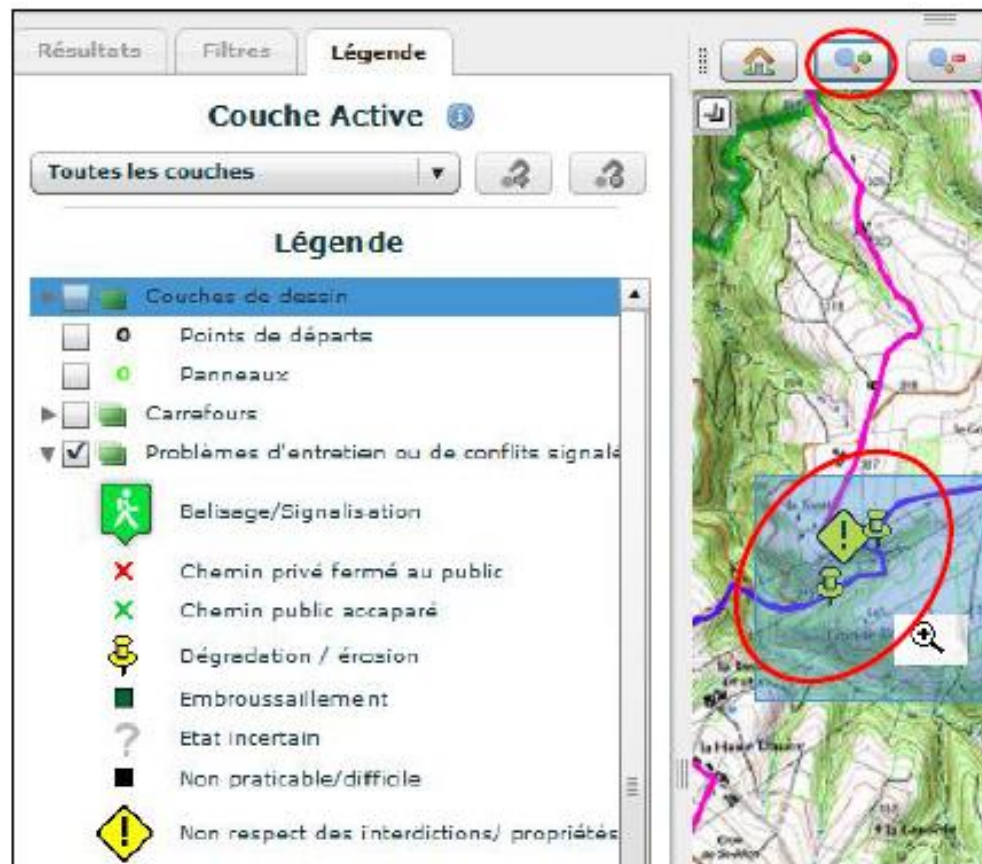 Résultats
Filtres
Légende
Couche Active
Toutes les couches
Légende
Couches de dessin
Points de départs
Panneaux
Carrefours
Problèmes d'entretien ou de conflits signalé
Balisage/Signalisation
Chemin privé fermé au public
Chemin public accaparé
Dégradation / érosion
Embroussaillement
Etat incertain
Non praticable/difficile
Non respect des interdictions/ propriétés